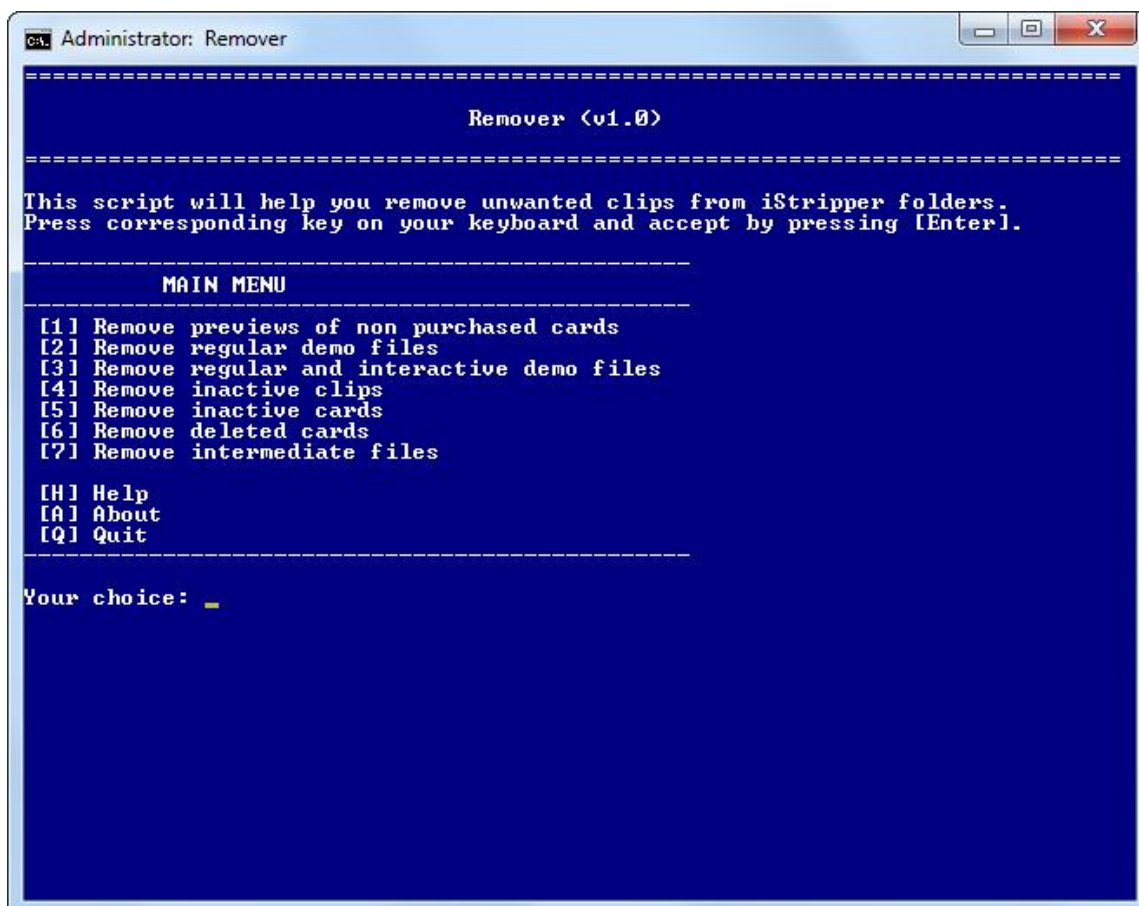 Administrator: Remover
===============================================================================
Remover (v1.0)
===============================================================================
This script will help you remove unwanted clips from iStripper folders.
Press corresponding key on your keyboard and accept by pressing [Enter].
------------------------------------------------
MAIN MENU
------------------------------------------------
[1] Remove previews of non purchased cards
[2] Remove regular demo files
[3] Remove regular and interactive demo files
[4] Remove inactive clips
[5] Remove inactive cards
[6] Remove deleted cards
[7] Remove intermediate files
[H] Help
[A] About
[Q] Quit
------------------------------------------------
Your choice: _